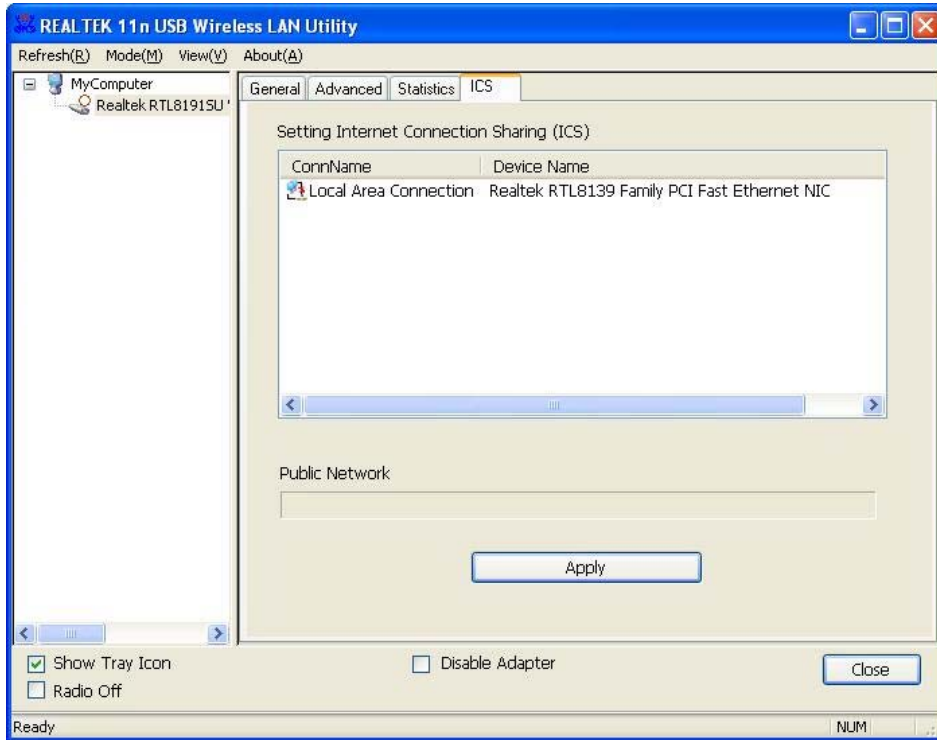 REALTEK 11n USB Wireless LAN Utility
Refresh(R) Mode(M) View(V) About(A)
MyComputer
Realtek RTL8191SU '
General Advanced Statistics ICS
Setting Internet Connection Sharing (ICS)
ConnName Device Name
Local Area Connection Realtek RTL8139 Family PCI Fast Ethernet NIC
Public Network
Apply
Show Tray Icon
Disable Adapter
Radio Off
Close
Ready
NUM